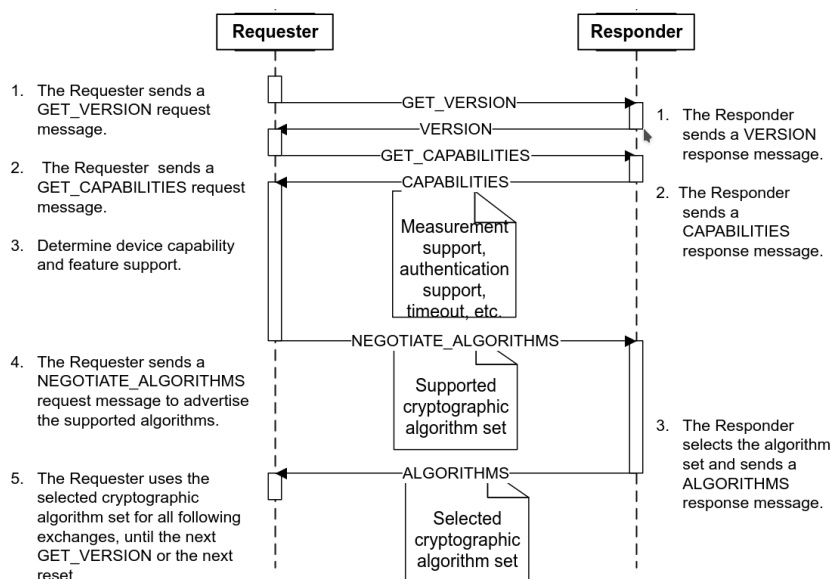 Requester
Responder
1. The Requester sends a
GET_VERSION request
message.
2. The Requester sends a
GET_CAPABILITIES request
message.
3. Determine device capability
and feature support.
4. The Requester sends a
NEGOTIATE_ALGORITHMS
request message to advertise
the supported algorithms.
5. The Requester uses the
selected cryptographic
algorithm set for all following
exchanges, until the next
GET_VERSION or the next
reset
GET_VERSION
VERSION
GET_CAPABILITIES
CAPABILITIES
Measurement
support,
authentication
support,
timeout, etc.
NEGOTIATE_ALGORITHMS
Supported
cryptographic
algorithm set
ALGORITHMS
Selected
cryptographic
algorithm set
1. The Responder
sends a VERSION
response message.
2. The Responder
sends a
CAPABILITIES
response message.
3. The Responder
selects the algorithm
set and sends a
ALGORITHMS
response message.